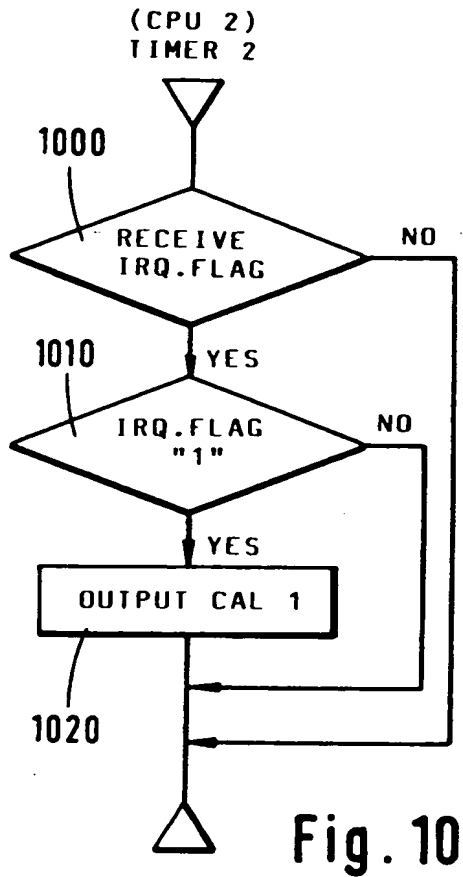 (CPU 2)
TIMER 2
1000
RECEIVE
IRQ.FLAG
NO
YES
1010
IRQ.FLAG
"1"
NO
YES
OUTPUT CAL 1
1020
Fig. 10